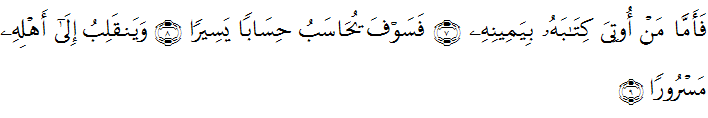 فَأَمَّا مَنْ أُوتِىَ كِتَٰبَهُۥ بِيَمِينِهِۦ ﴿٧﴾ فَسَوْفَ يُحَاسَبُ حِسَابًا يَسِيرًا ﴿٨﴾ وَيَنقَلِبُ إِلَىٰٓ أَهْلِهِۦ
مَسْرُورًا ﴿٩﴾